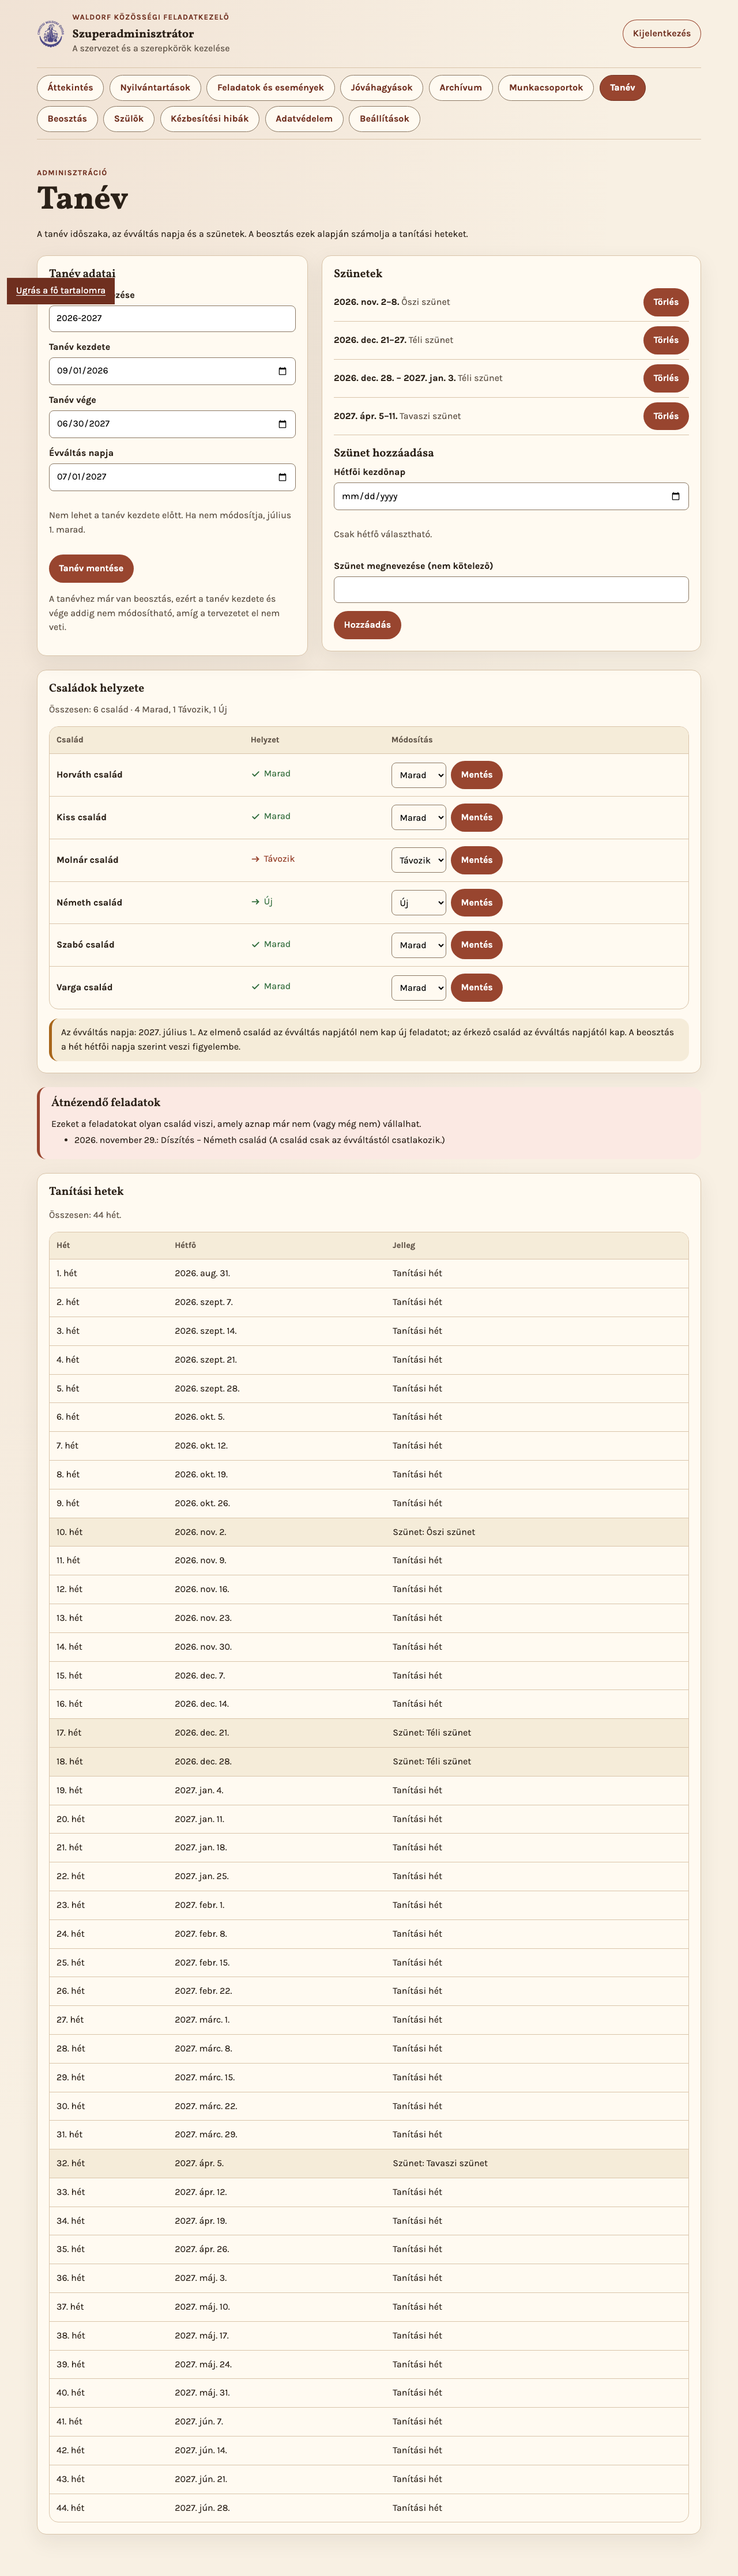 WALDORF KÖZÖSSÉGI FELADATKEZELŐ
Szuperadminisztrátor
A szervezet és a szerepkörök kezelése
Kijelentkezés
Áttekintés
Nyilvántartások
Feladatok és események
Jóváhagyások
Archívum
Munkacsoportok
Tanév
Beosztás
Szülők
Kézbesítési hibák
Adatvédelem
Beállítások
ADMINISZTRÁCIÓ
Tanév
A tanév időszaka, az évváltás napja és a szünetek. A beosztás ezek alapján számolja a tanítási heteket.
Tanév adatai
Ugrás a fő tartalomra
zése
2026-2027
Tanév kezdete
09/01/2026
Tanév vége
06/30/2027
Évváltás napja
07/01/2027
Nem lehet a tanév kezdete előtt. Ha nem módosítja, július
1. marad.
Tanév mentése
A tanévhez már van beosztás, ezért a tanév kezdete és
vége addig nem módosítható, amíg a tervezetet el nem
veti.
Szünetek
2026. nov. 2–8. Őszi szünet
Törlés
2026. dec. 21–27. Téli szünet
Törlés
2026. dec. 28. – 2027. jan. 3. Téli szünet
Törlés
2027. ápr. 5–11. Tavaszi szünet
Törlés
Szünet hozzáadása
Hétfői kezdőnap
mm/dd/yyyy
Csak hétfő választható.
Szünet megnevezése (nem kötelező)
Hozzáadás
Családok helyzete
Összesen: 6 család · 4 Marad, 1 Távozik, 1 Új
Család Helyzet Módosítás
Horváth család Marad Marad Mentés
Kiss család Marad Marad Mentés
Molnár család Távozik Távozik Mentés
Németh család Új Új Mentés
Szabó család Marad Marad Mentés
Varga család Marad Marad Mentés
Az évváltás napja: 2027. július 1.. Az elmenő család az évváltás napjától nem kap új feladatot; az érkező család az évváltás napjától kap. A beosztás
a hét hétfői napja szerint veszi figyelembe.
Átnézendő feladatok
Ezeket a feladatokat olyan család viszi, amely aznap már nem (vagy még nem) vállalhat.
• 2026. november 29.: Díszítés – Németh család (A család csak az évváltástól csatlakozik.)
Tanítási hetek
Összesen: 44 hét.
Hét Hétfő Jelleg
1. hét 2026. aug. 31. Tanítási hét
2. hét 2026. szept. 7. Tanítási hét
3. hét 2026. szept. 14. Tanítási hét
4. hét 2026. szept. 21. Tanítási hét
5. hét 2026. szept. 28. Tanítási hét
6. hét 2026. okt. 5. Tanítási hét
7. hét 2026. okt. 12. Tanítási hét
8. hét 2026. okt. 19. Tanítási hét
9. hét 2026. okt. 26. Tanítási hét
10. hét 2026. nov. 2. Szünet: Őszi szünet
11. hét 2026. nov. 9. Tanítási hét
12. hét 2026. nov. 16. Tanítási hét
13. hét 2026. nov. 23. Tanítási hét
14. hét 2026. nov. 30. Tanítási hét
15. hét 2026. dec. 7. Tanítási hét
16. hét 2026. dec. 14. Tanítási hét
17. hét 2026. dec. 21. Szünet: Téli szünet
18. hét 2026. dec. 28. Szünet: Téli szünet
19. hét 2027. jan. 4. Tanítási hét
20. hét 2027. jan. 11. Tanítási hét
21. hét 2027. jan. 18. Tanítási hét
22. hét 2027. jan. 25. Tanítási hét
23. hét 2027. febr. 1. Tanítási hét
24. hét 2027. febr. 8. Tanítási hét
25. hét 2027. febr. 15. Tanítási hét
26. hét 2027. febr. 22. Tanítási hét
27. hét 2027. márc. 1. Tanítási hét
28. hét 2027. márc. 8. Tanítási hét
29. hét 2027. márc. 15. Tanítási hét
30. hét 2027. márc. 22. Tanítási hét
31. hét 2027. márc. 29. Tanítási hét
32. hét 2027. ápr. 5. Szünet: Tavaszi szünet
33. hét 2027. ápr. 12. Tanítási hét
34. hét 2027. ápr. 19. Tanítási hét
35. hét 2027. ápr. 26. Tanítási hét
36. hét 2027. máj. 3. Tanítási hét
37. hét 2027. máj. 10. Tanítási hét
38. hét 2027. máj. 17. Tanítási hét
39. hét 2027. máj. 24. Tanítási hét
40. hét 2027. máj. 31. Tanítási hét
41. hét 2027. jún. 7. Tanítási hét
42. hét 2027. jún. 14. Tanítási hét
43. hét 2027. jún. 21. Tanítási hét
44. hét 2027. jún. 28. Tanítási hét